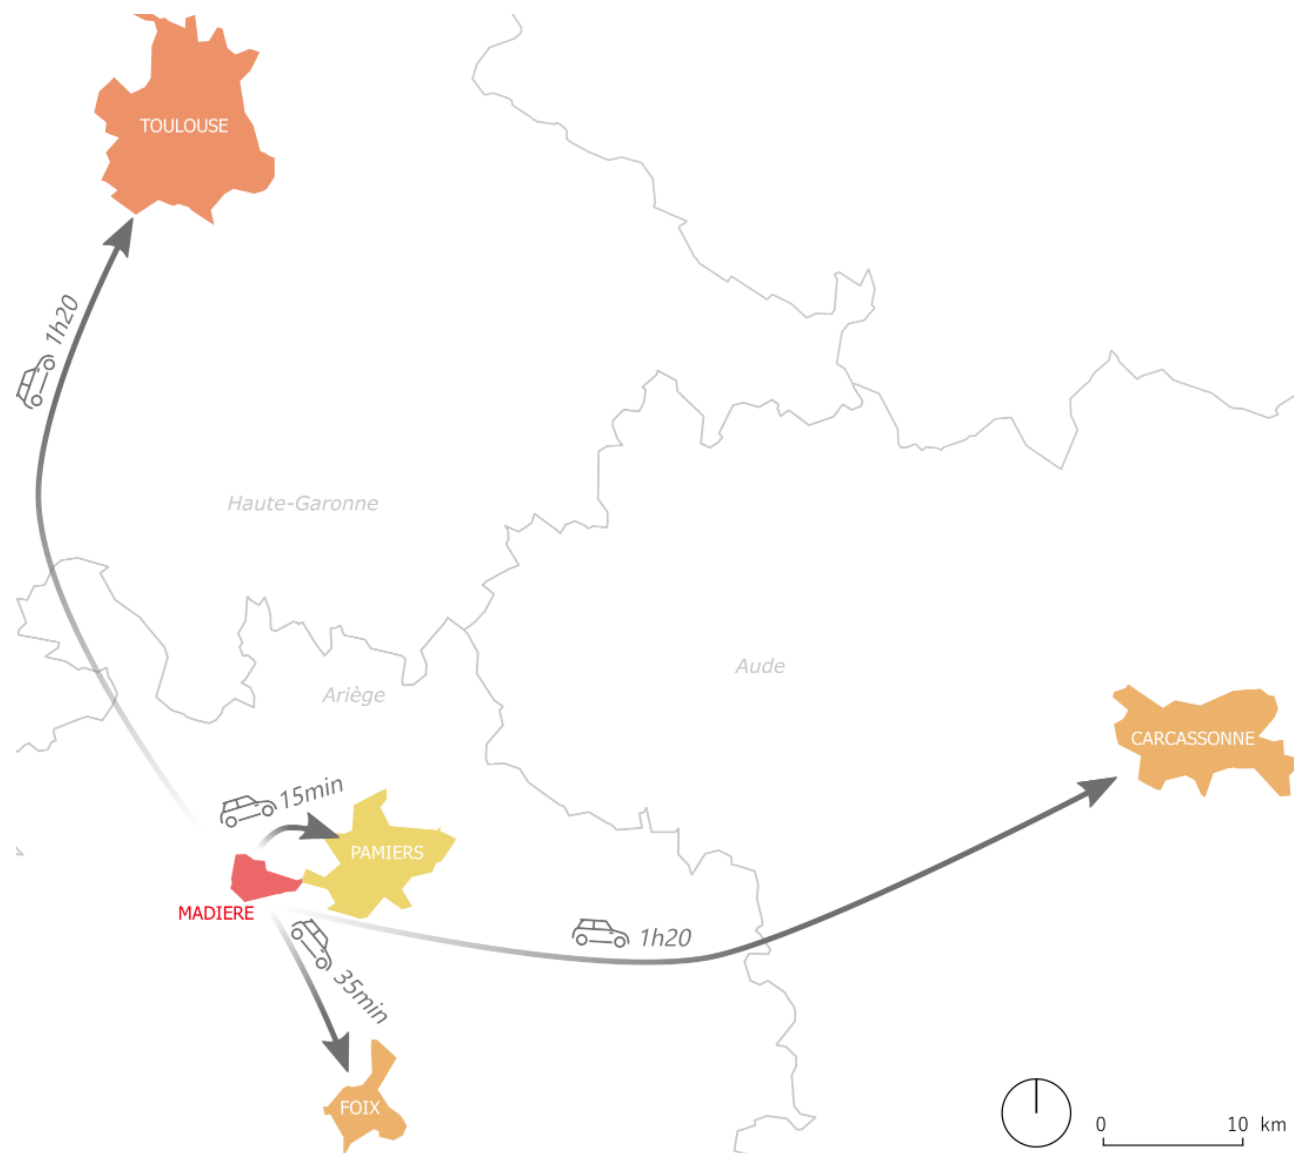 TOULOUSE
1h20
Haute-Garonne
Aude
Ariège
CARCASSONNE
15min
PAMIERS
MADIERE
1h20
35min
FOIX
0 10 km